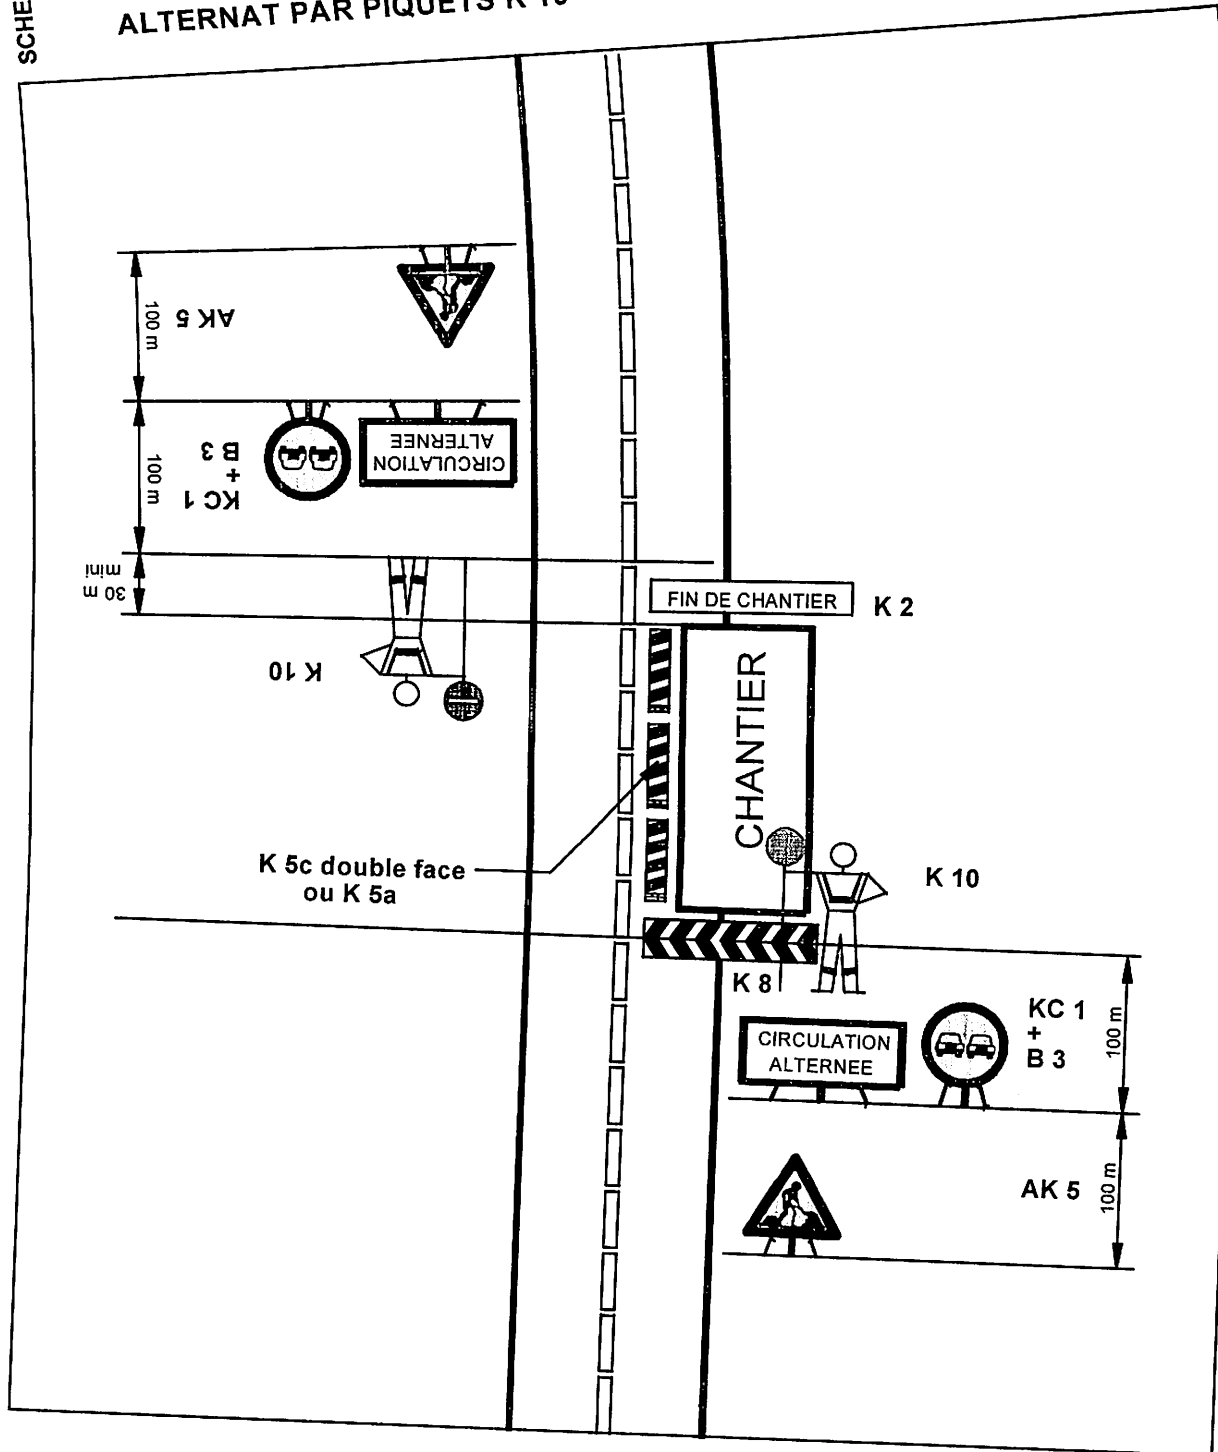 SCHE
ALTERNAT PAR PIQUETS K 10
100 m
AK 5
100 m
KC 1
+
B 3
CIRCULATION
ALTERNEE
30 m
mini
FIN DE CHANTIER
K 2
K 10
CHANTIER
K 5c double face
ou K 5a
K 10
K 8
KC 1
+
B 3
100 m
CIRCULATION
ALTERNEE
AK 5
100 m